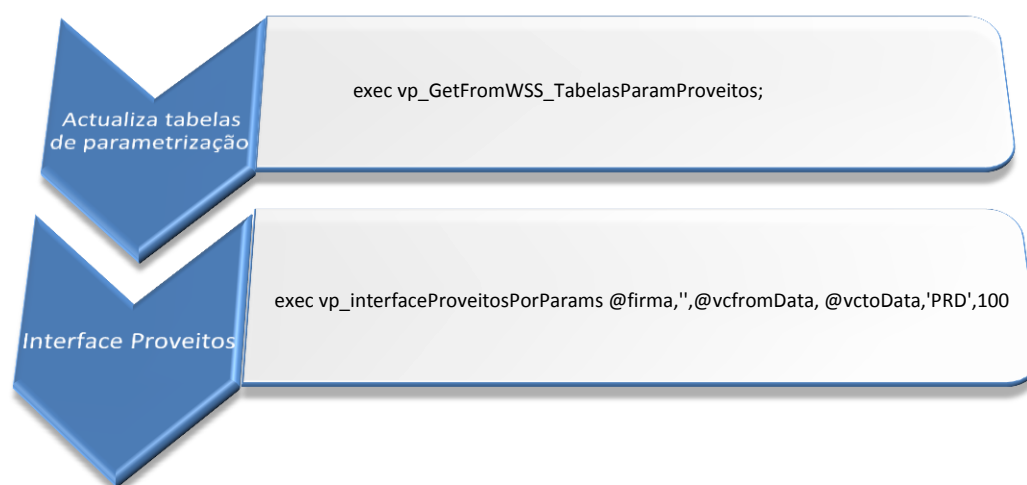 Actualiza tabelas
de parametrização
exec vp_GetFromWSS_TabelasParamProveitos;
Interface Proveitos
exec vp_interfaceProveitosPorParams @firma,'',@vcfromData, @vctoData,'PRD',100